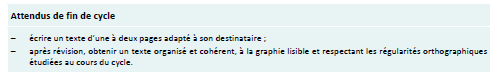 Attendus de fin de cycle
– écrire un texte d'une à deux pages adapté à son destinataire ;
– après révision, obtenir un texte organisé et cohérent, à la graphie lisible et respectant les régularités orthographiques
étudiées au cours du cycle.